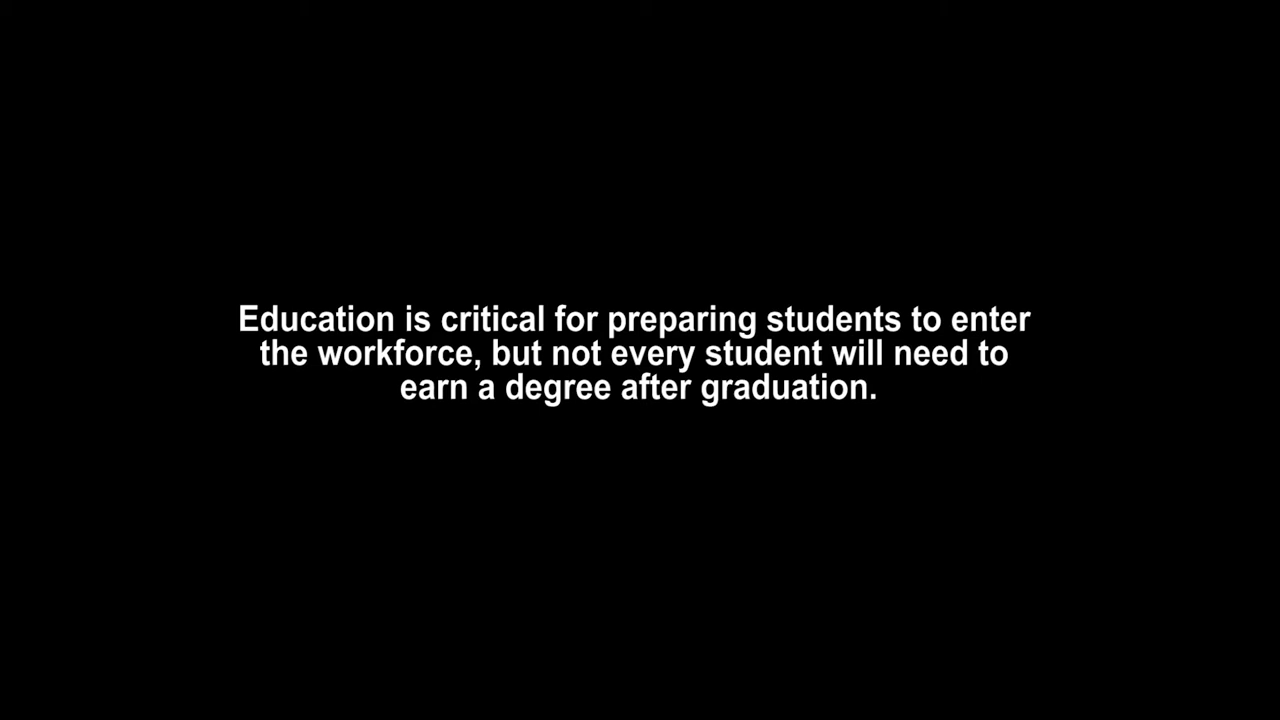 Education is critical for preparing students to enter
the workforce, but not every student will need to
earn a degree after graduation.